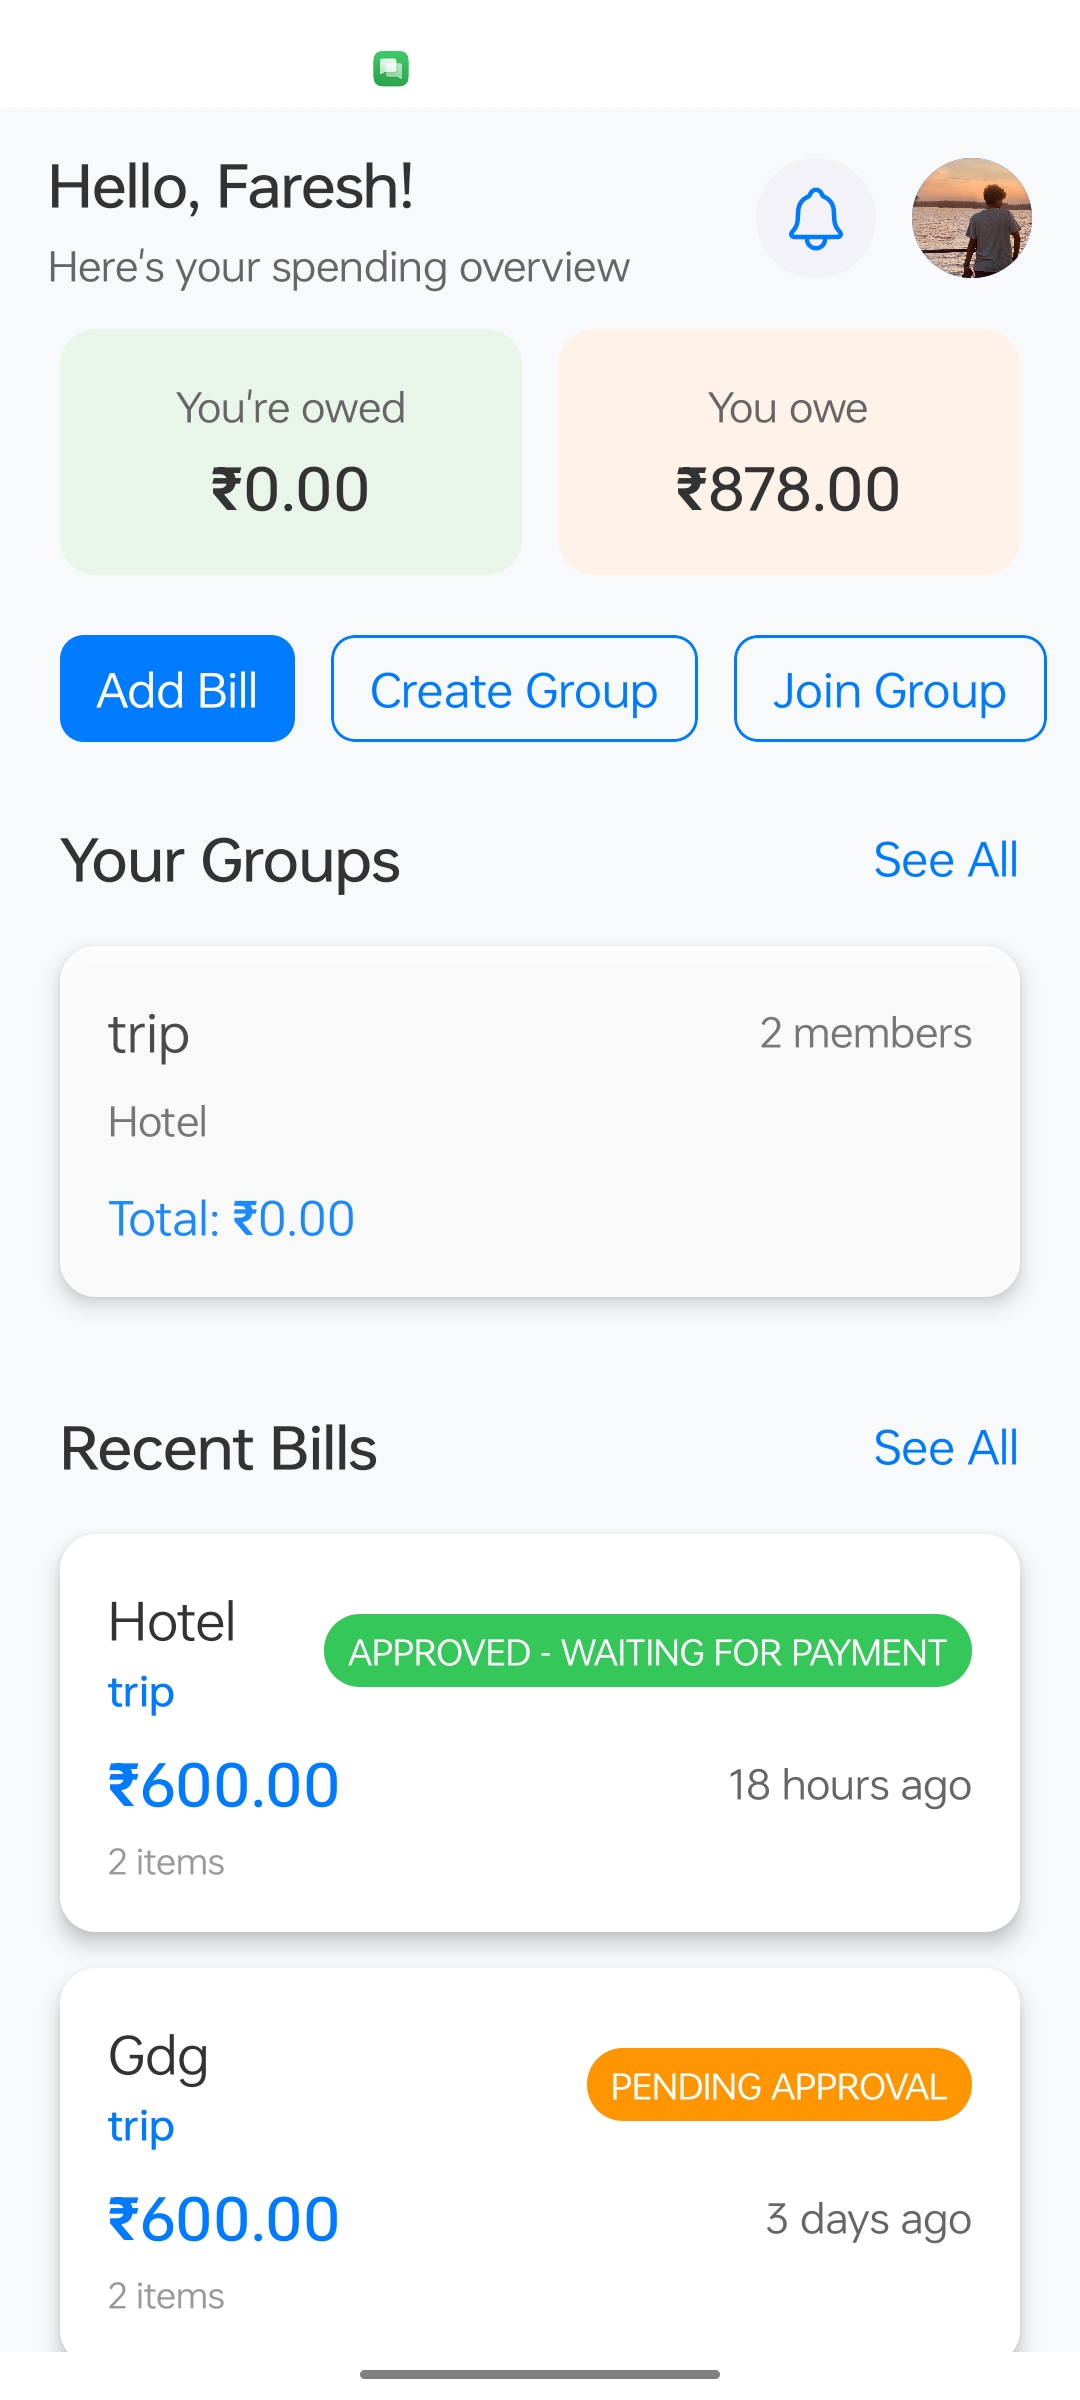 Hello, Faresh!
Here's your spending overview
You're owed
₹0.00
You owe
₹878.00
Add Bill
Create Group
Join Group
Your Groups
See All
trip
2 members
Hotel
Total: ₹0.00
Recent Bills
See All
Hotel
APPROVED - WAITING FOR PAYMENT
trip
₹600.00
18 hours ago
2 items
Gdg
PENDING APPROVAL
trip
₹600.00
3 days ago
2 items